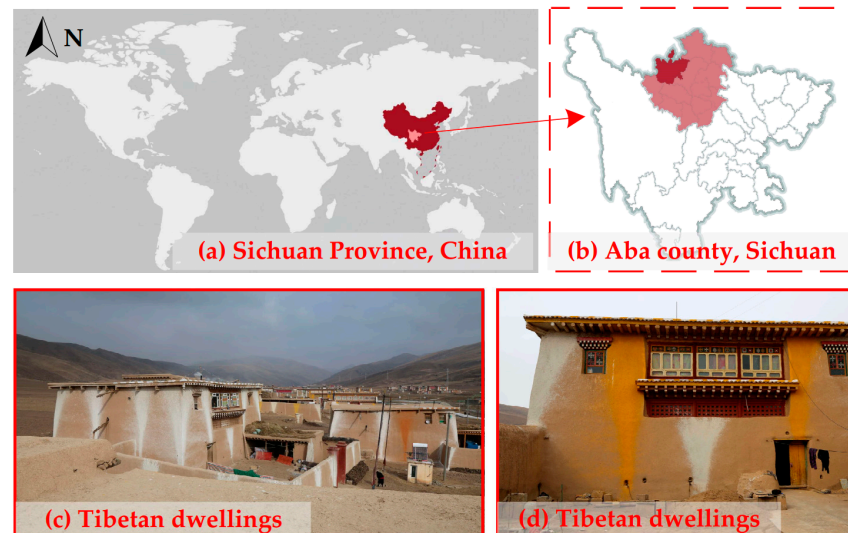 N
(a) Sichuan Province, China
(b) Aba county, Sichuan
(c) Tibetan dwellings
(d) Tibetan dwellings